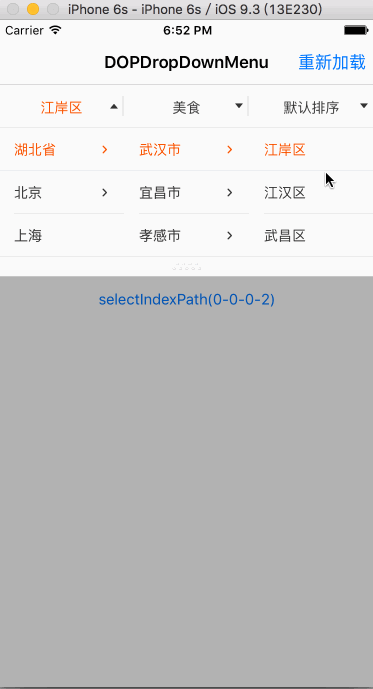 iPhone 6s - iPhone 6s / iOS 9.3 (13E230)
Carrier 6:52 PM
DOPDropDownMenu 重新加载
江岸区 美食 默认排序
湖北省 武汉市 江岸区
北京 宜昌市 江汉区
上海 孝感市 武昌区
selectIndexPath(0-0-0-2)